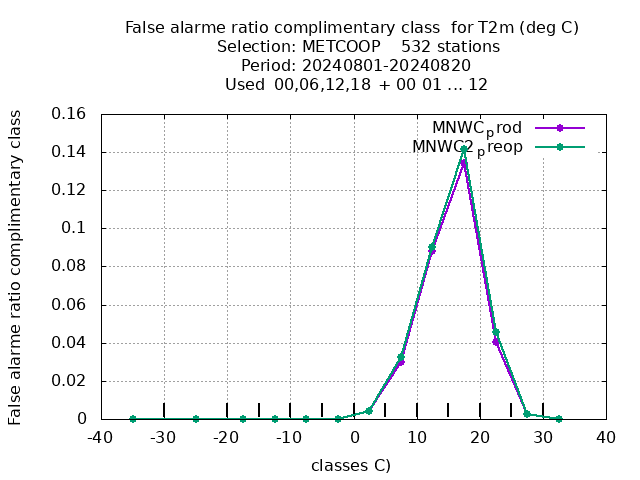 False alarme ratio complimentary class for T2m (deg C)
Selection: METCOOP 532 stations
Period: 20240801-20240820
Used 00,06,12,18 + 00 01 ... 12
False alarme ratio complimentary class
0.16
0.14
0.12
0.1
0.08
0.06
0.04
0.02
0
MNWCprod
MNWC2preop
-40 -30 -20 -10 0 10 20 30 40
classes C)